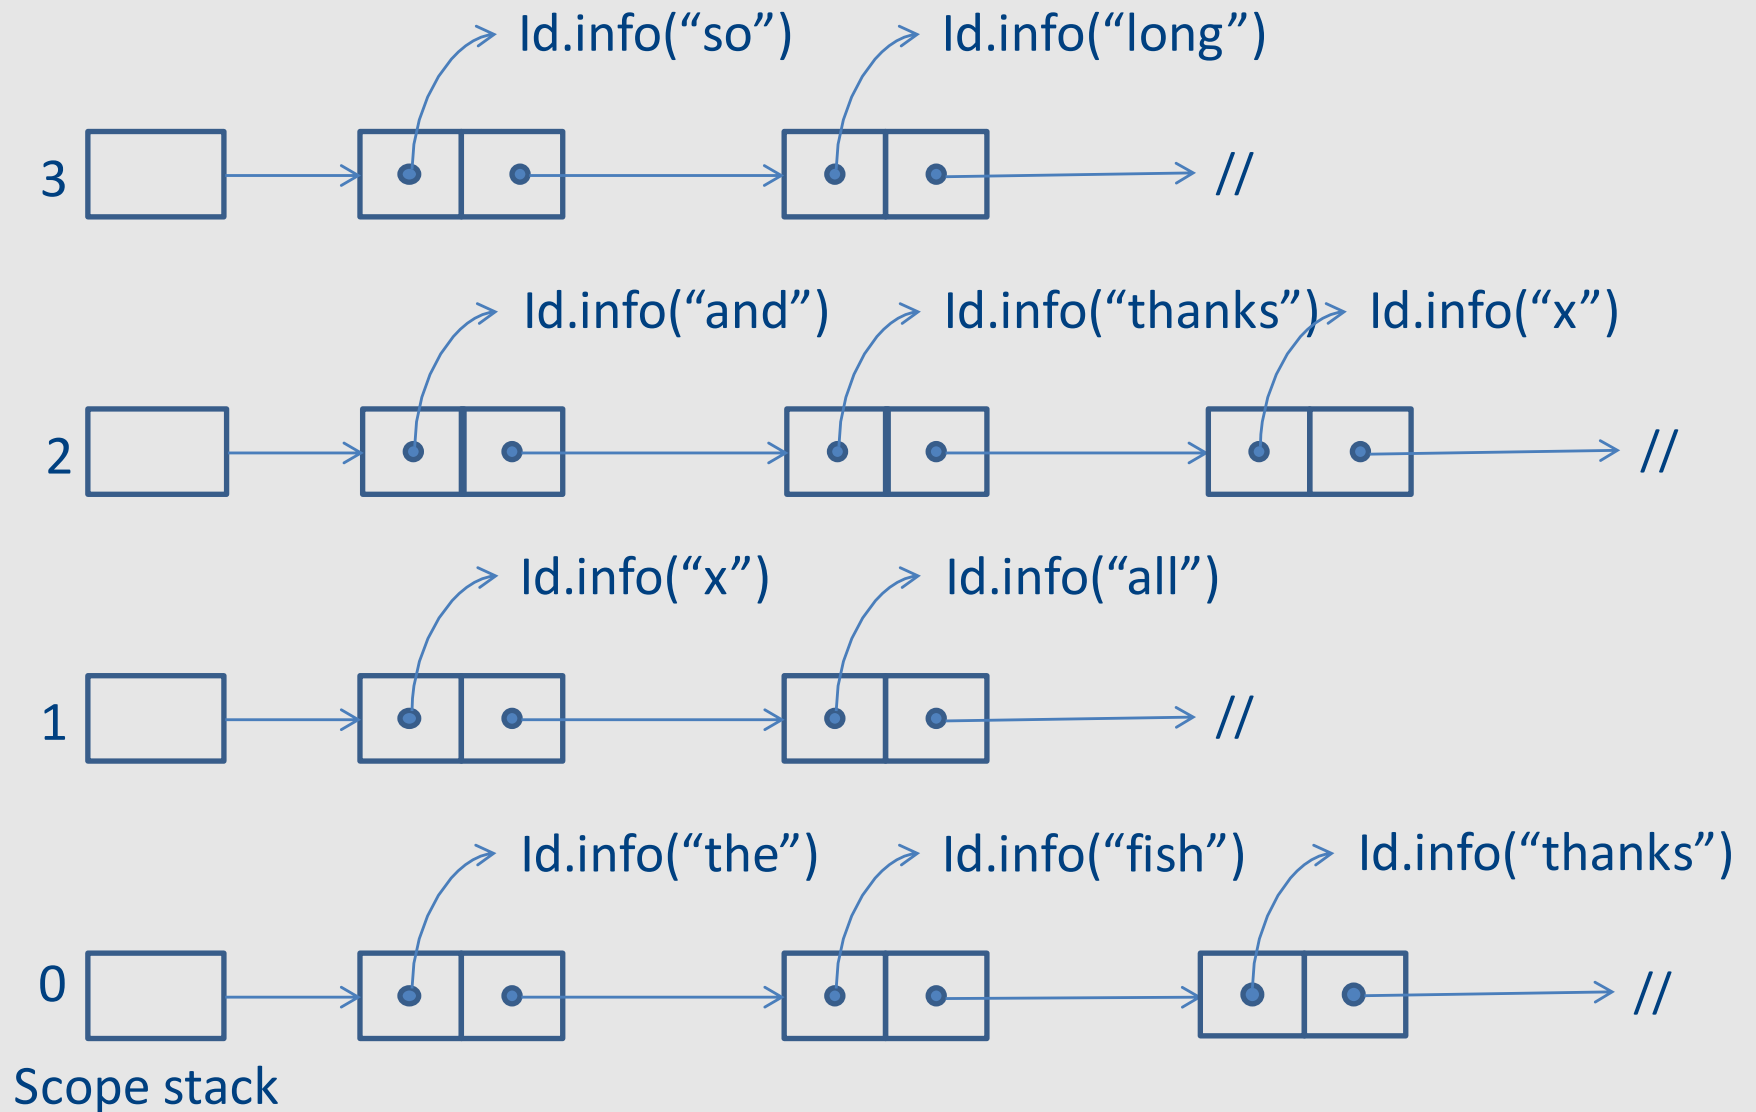 Id.info(“so”) Id.info(“long”)
3 //
Id.info(“and”) Id.info(“thanks”) Id.info(“x”)
2 //
Id.info(“x”) Id.info(“all”)
1 //
Id.info(“the”) Id.info(“fish”) Id.info(“thanks”)
0 //
Scope stack